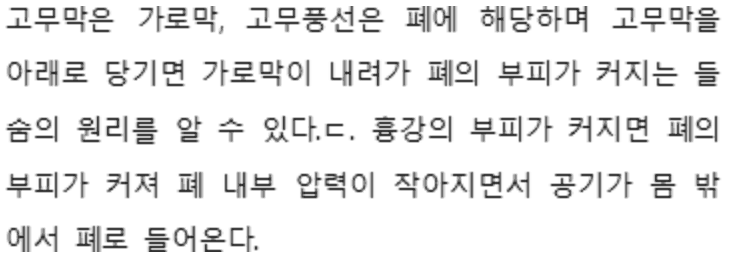 고무막은 가로막, 고무풍선은 폐에 해당하며 고무막을
아래로 당기면 가로막이 내려가 폐의 부피가 커지는 들
숨의 원리를 알 수 있다.ㄷ. 흉강의 부피가 커지면 폐의
부피가 커져 폐 내부 압력이 작아지면서 공기가 몸 밖
에서 폐로 들어온다.